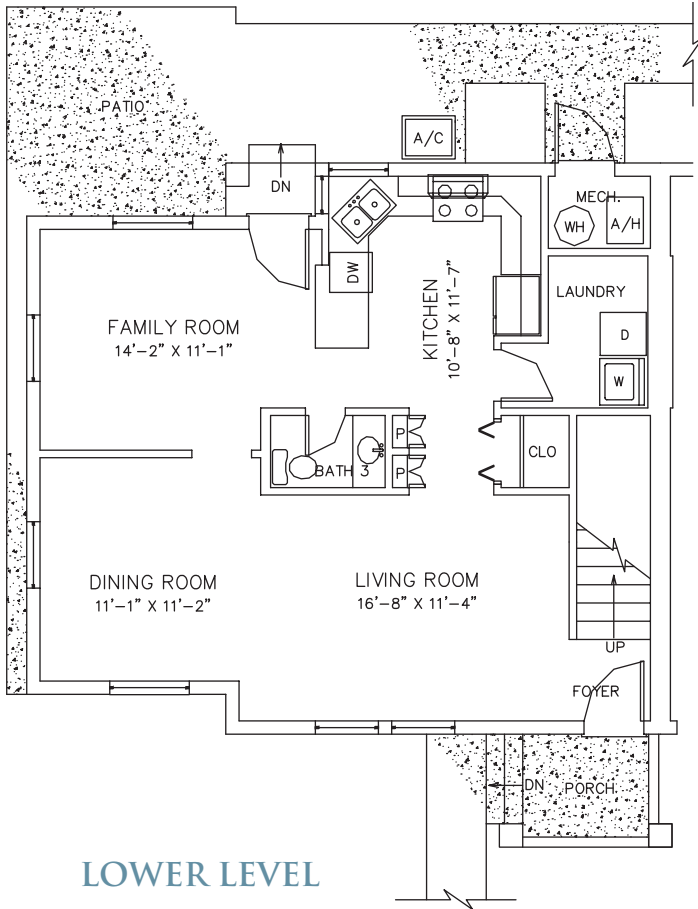 PATIO
A/C
DN
MECH.
WH
A/H
DW
KITCHEN
10'-8" X 11'-7"
LAUNDRY
D
W
FAMILY ROOM
14'-2" X 11'-1"
P
P
BATH 3
CLO
DINING ROOM
11'-1" X 11'-2"
LIVING ROOM
16'-8" X 11'-4"
UP
FOYER
DN
PORCH
LOWER LEVEL